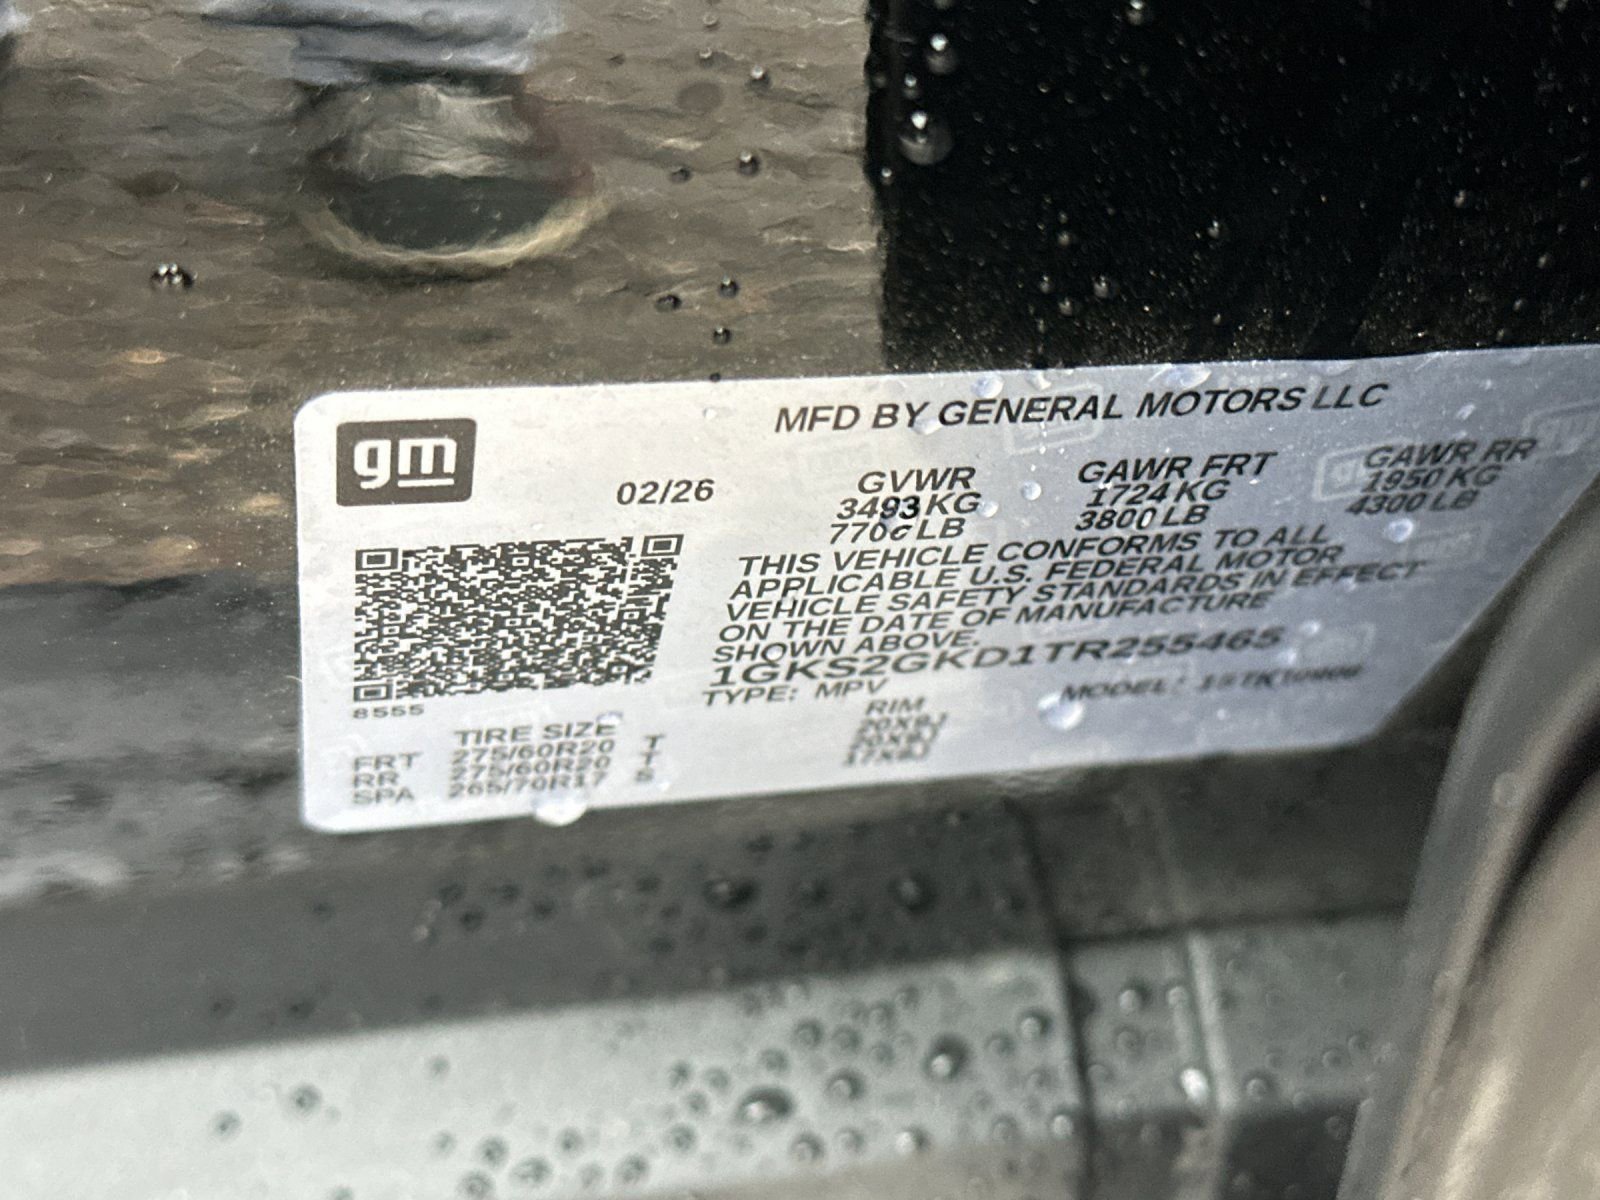 gm
MFD BY GENERAL MOTORS LLC
02/26
GVWR GAWR FRT GAWR RR
3493 KG 1724 KG 1950 KG
LB 3800 LB 4300 LB
THIS VEHICLE CONFORMS TO ALL
APPLICABLE U.S. FEDERAL MOTOR
VEHICLE SAFETY STANDARDS IN EFFECT
ON THE DATE OF MANUFACTURE
SHOWN ABOVE.
1GKS2GKD1TR255465
TYPE: MPV MODEL:
8555
TIRE SIZE RIM
FRT 275/60R20 T 20X9J
RR 275/60R20 T 20X9J
SPA 265/70R17 S